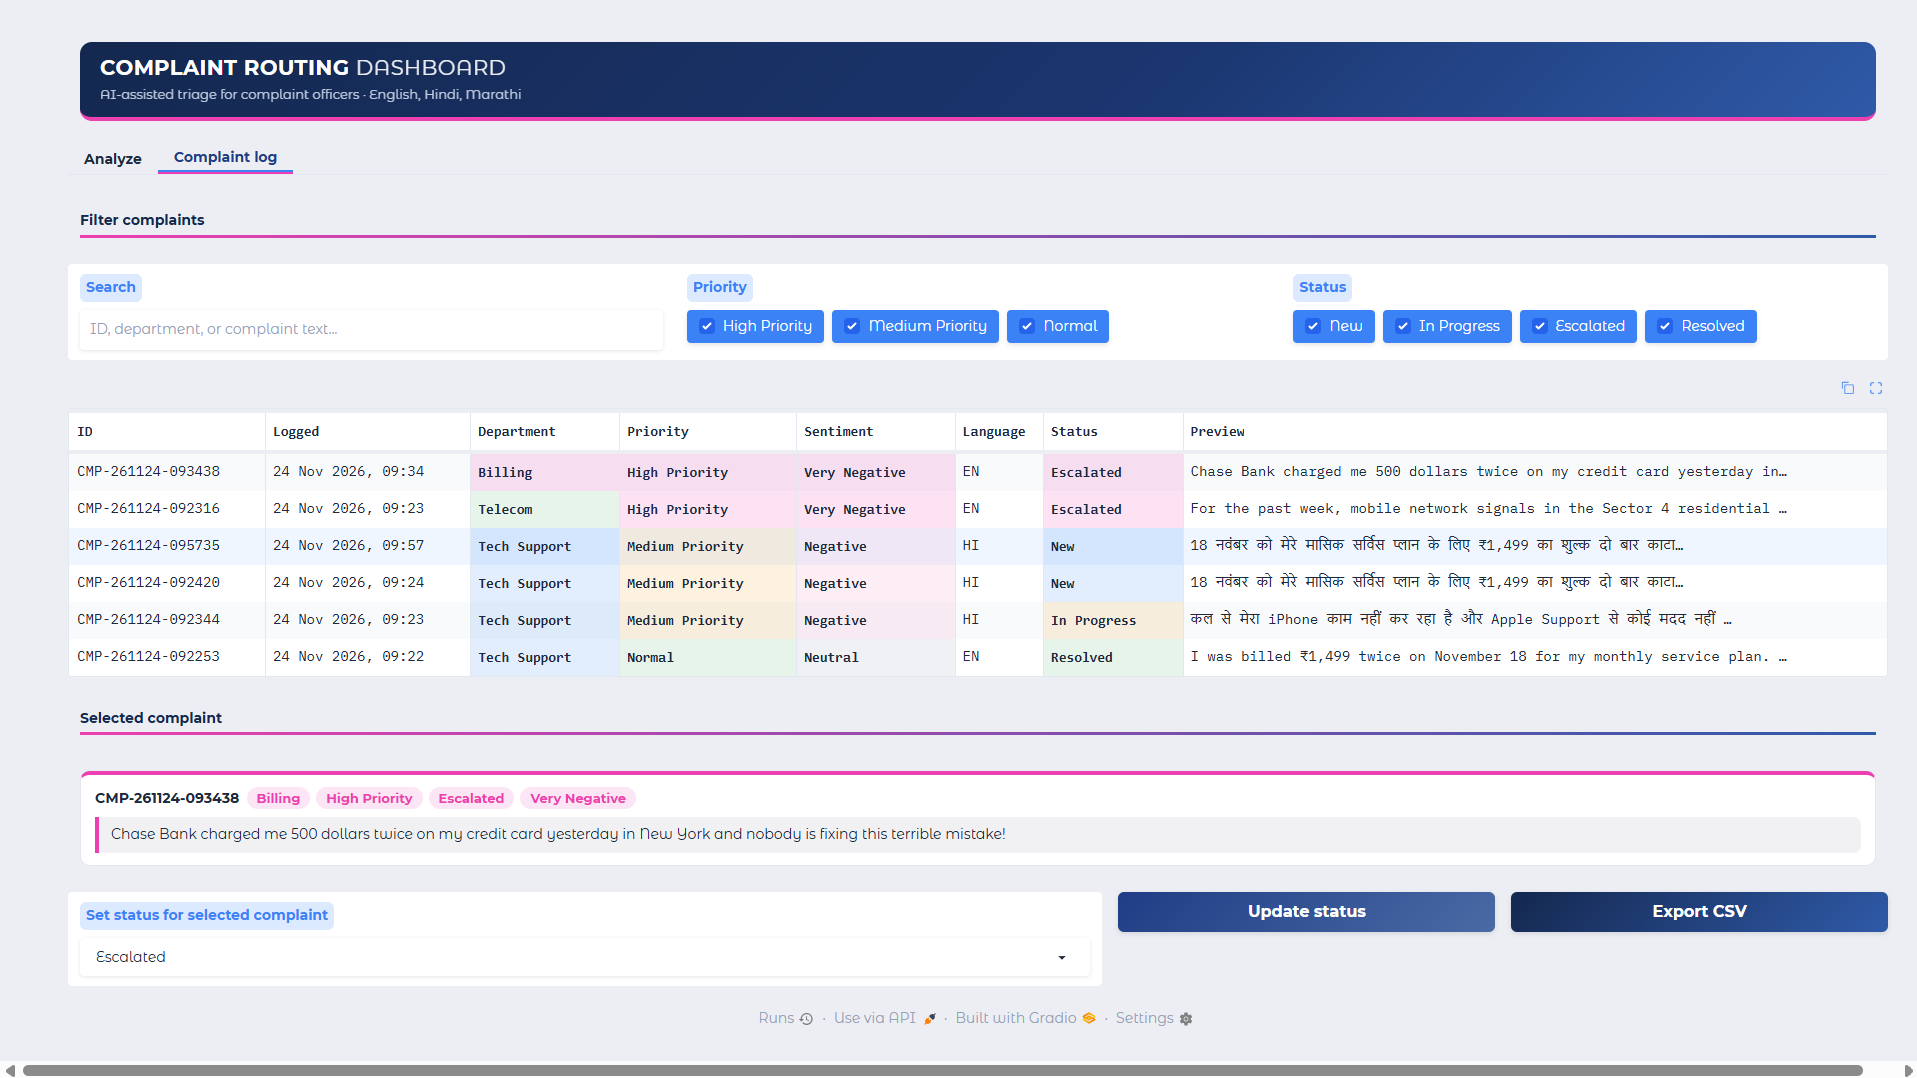 COMPLAINT ROUTING DASHBOARD
AI-assisted triage for complaint officers · English, Hindi, Marathi
Analyze
Complaint log
Filter complaints
Search
ID, department, or complaint text...
Priority
High Priority
Medium Priority
Normal
Status
New
In Progress
Escalated
Resolved
ID Logged Department Priority Sentiment Language Status Preview
CMP-261124-093438 24 Nov 2026, 09:34 Billing High Priority Very Negative EN Escalated Chase Bank charged me 500 dollars twice on my credit card yesterday in…
CMP-261124-092316 24 Nov 2026, 09:23 Telecom High Priority Very Negative EN Escalated For the past week, mobile network signals in the Sector 4 residential …
CMP-261124-095735 24 Nov 2026, 09:57 Tech Support Medium Priority Negative HI New 18 नवंबर को मेरे मासिक सर्विस प्लान के लिए ₹1,499 का शुल्क दो बार काटा…
CMP-261124-092420 24 Nov 2026, 09:24 Tech Support Medium Priority Negative HI New 18 नवंबर को मेरे मासिक सर्विस प्लान के लिए ₹1,499 का शुल्क दो बार काटा…
CMP-261124-092344 24 Nov 2026, 09:23 Tech Support Medium Priority Negative HI In Progress कल से मेरा iPhone काम नहीं कर रहा है और Apple Support से कोई मदद नहीं …
CMP-261124-092253 24 Nov 2026, 09:22 Tech Support Normal Neutral EN Resolved I was billed ₹1,499 twice on November 18 for my monthly service plan. …
Selected complaint
CMP-261124-093438 Billing High Priority Escalated Very Negative
Chase Bank charged me 500 dollars twice on my credit card yesterday in New York and nobody is fixing this terrible mistake!
Set status for selected complaint
Escalated
Update status
Export CSV
Runs · Use via API · Built with Gradio · Settings